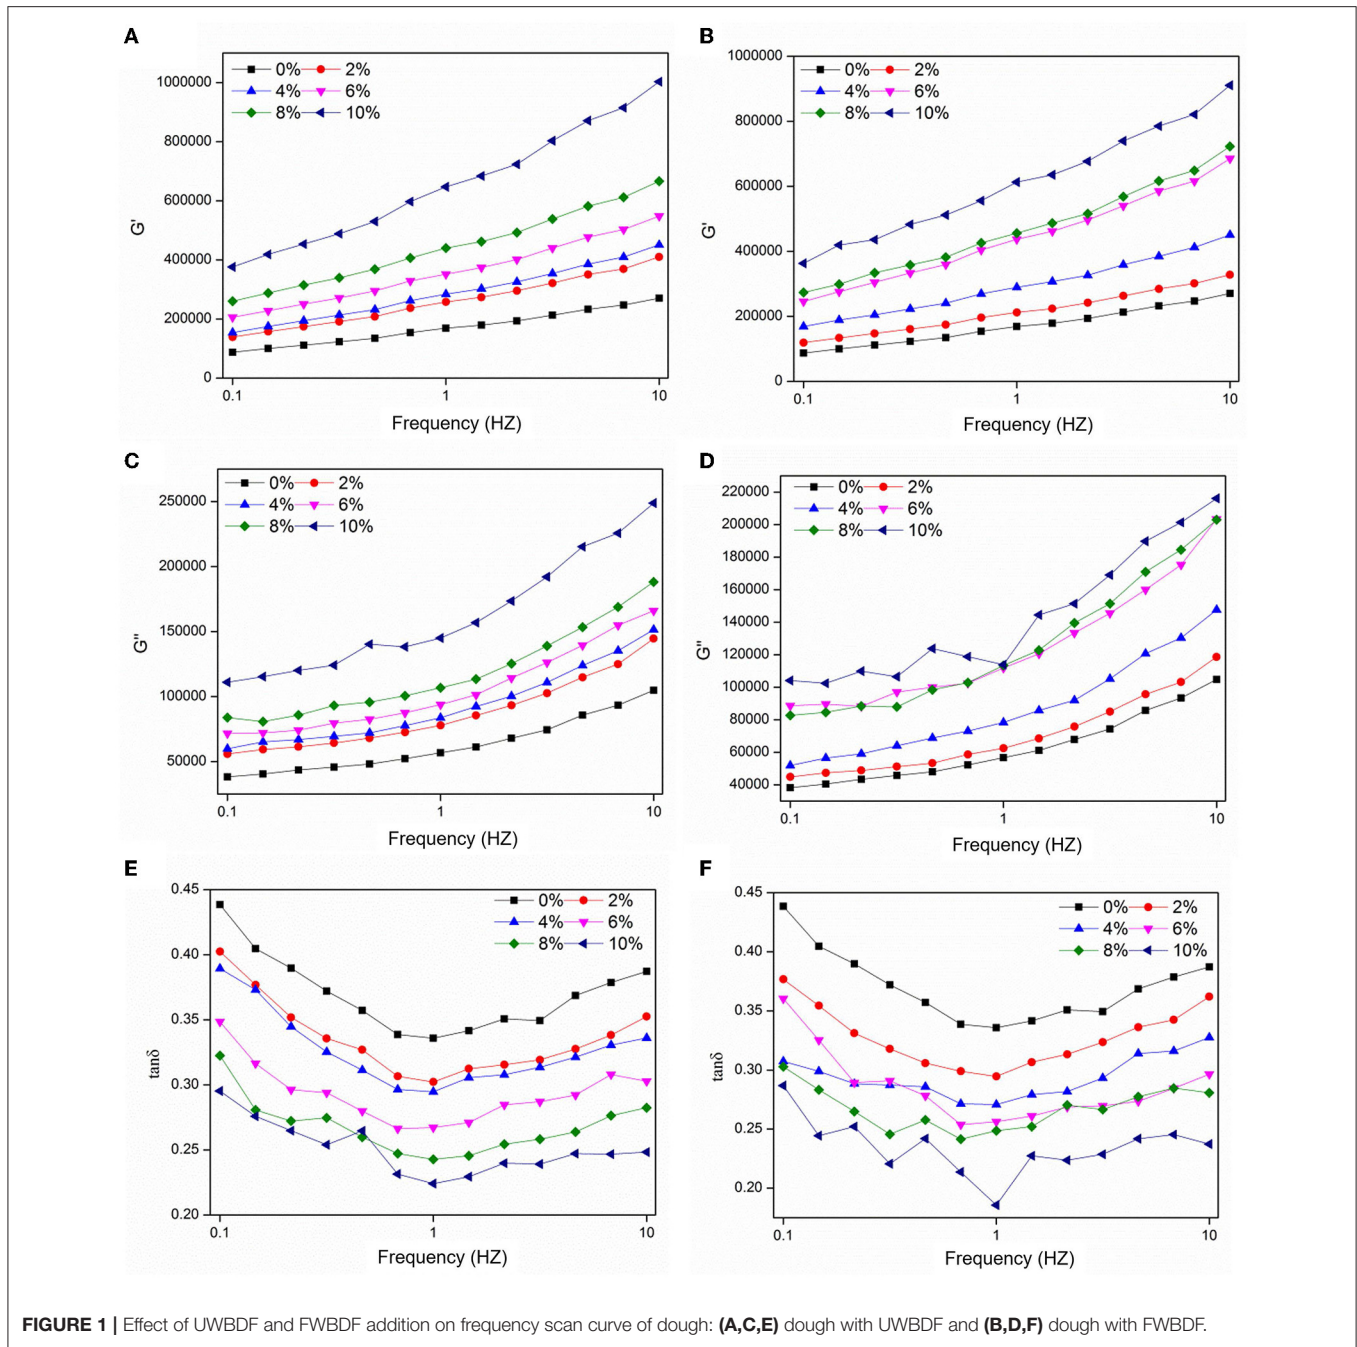 A
0% 2%
4% 6%
8% 10%
1000000
800000
600000
400000
200000
0
G'
0.1 1 10
Frequency (HZ)
B
0% 2%
4% 6%
8% 10%
1000000
800000
600000
400000
200000
0
G'
0.1 1 10
Frequency (HZ)
C
0% 2%
4% 6%
8% 10%
250000
200000
150000
100000
50000
G"
0.1 1 10
Frequency (HZ)
D
0% 2%
4% 6%
8% 10%
220000
200000
180000
160000
140000
120000
100000
80000
60000
40000
G"
0.1 1 10
Frequency (HZ)
E
0% 2%
4% 6%
8% 10%
0.45
0.40
0.35
0.30
0.25
0.20
tanδ
0.1 1 10
Frequency (HZ)
F
0% 2%
4% 6%
8% 10%
0.45
0.40
0.35
0.30
0.25
0.20
tanδ
0.1 1 10
Frequency (HZ)
FIGURE 1 | Effect of UWBDF and FWBDF addition on frequency scan curve of dough: (A,C,E) dough with UWBDF and (B,D,F) dough with FWBDF.